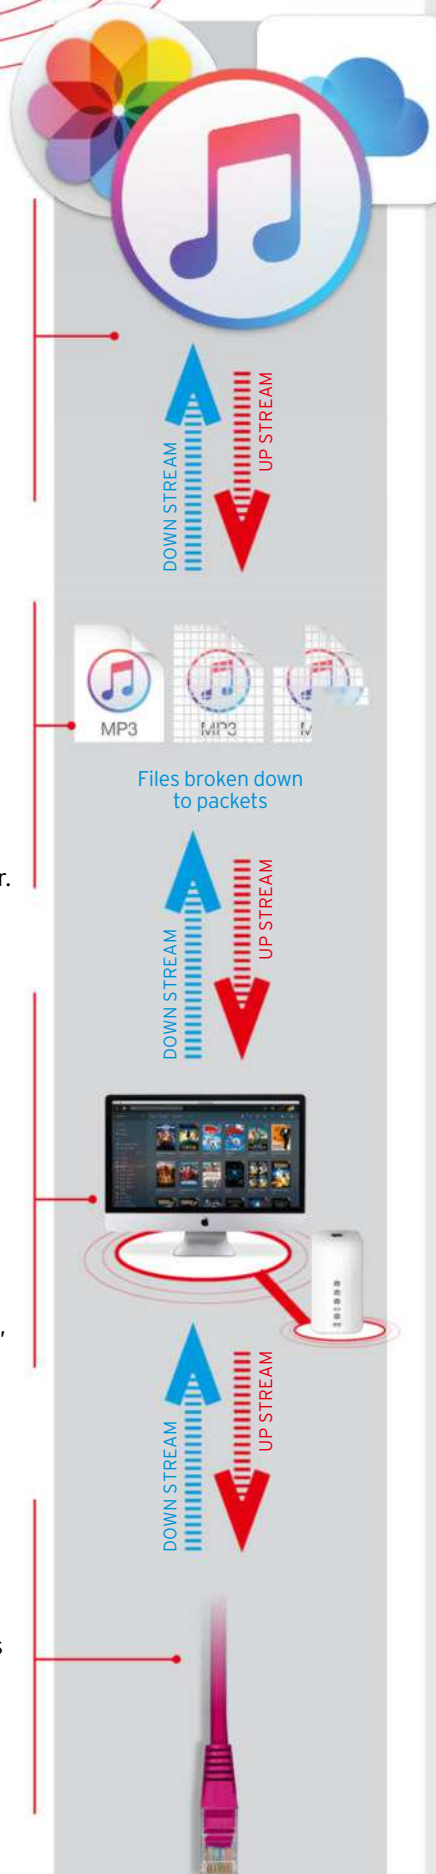 DOWN STREAM
UP STREAM
MP3
MP3
M
Files broken down
to packets
r.
DOWN STREAM
UP STREAM
,
DOWN STREAM
UP STREAM
s